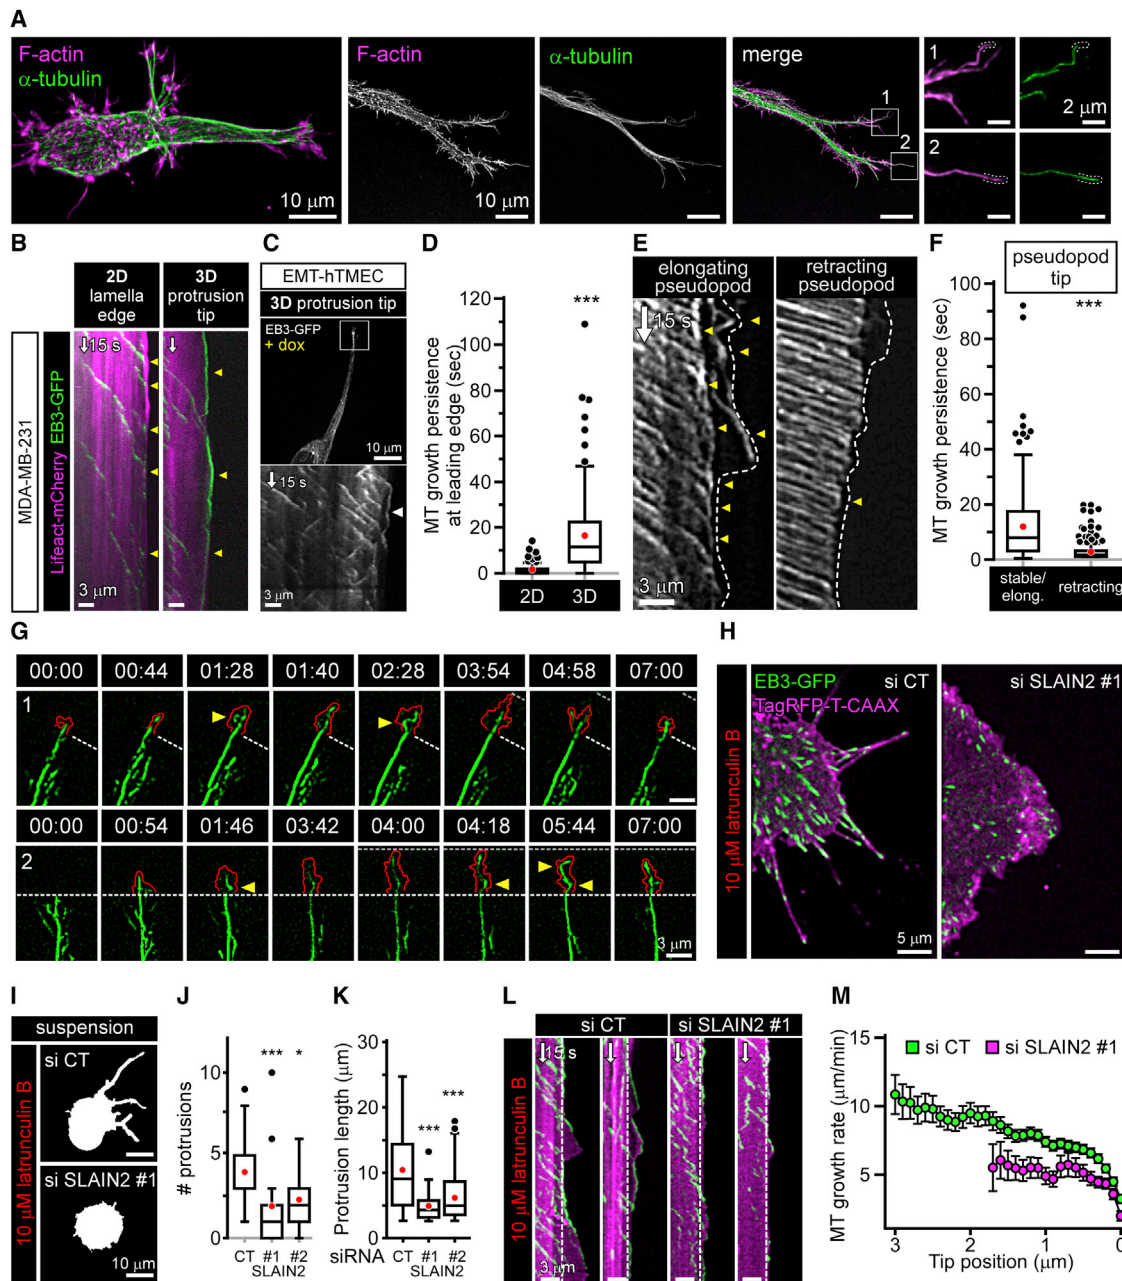 A
F-actin
α-tubulin
10 μm
F-actin
10 μm
α-tubulin
merge
1
2
1
2 μm
2
B
2D
lamella
edge
3D
protrusion
tip
MDA-MB-231
Lifeact-mCherry EB3-GFP
15 s
3 μm
C
EMT-hTMEC
3D protrusion tip
EB3-GFP
+ dox
10 μm
15 s
3 μm
D
MT growth persistence
at leading edge (sec)
120
100
80
60
40
20
0
***
2D
3D
E
elongating
pseudopod
retracting
pseudopod
15 s
3 μm
F
pseudopod
tip
MT growth persistence (sec)
100
80
60
40
20
0
***
stable/
elong.
retracting
G
00:00
00:44
01:28
01:40
02:28
03:54
04:58
07:00
1
00:00
00:54
01:46
03:42
04:00
04:18
05:44
07:00
2
3 μm
H
10 μM latrunculin B
EB3-GFP
TagRFP-T-CAAX
si CT
si SLAIN2 #1
5 μm
I
suspension
10 μM latrunculin B
si CT
si SLAIN2 #1
10 μm
J
# protrusions
10
5
0
***
*
CT
#1
#2
SLAIN2
K
Protrusion length (μm)
30
25
20
15
10
5
0
***
***
siRNA
CT
#1
#2
SLAIN2
L
10 μM latrunculin B
si CT
si SLAIN2 #1
15 s
3 μm
M
MT growth rate (μm/min)
15
10
5
si CT
si SLAIN2 #1
3
2
1
0
Tip position (μm)